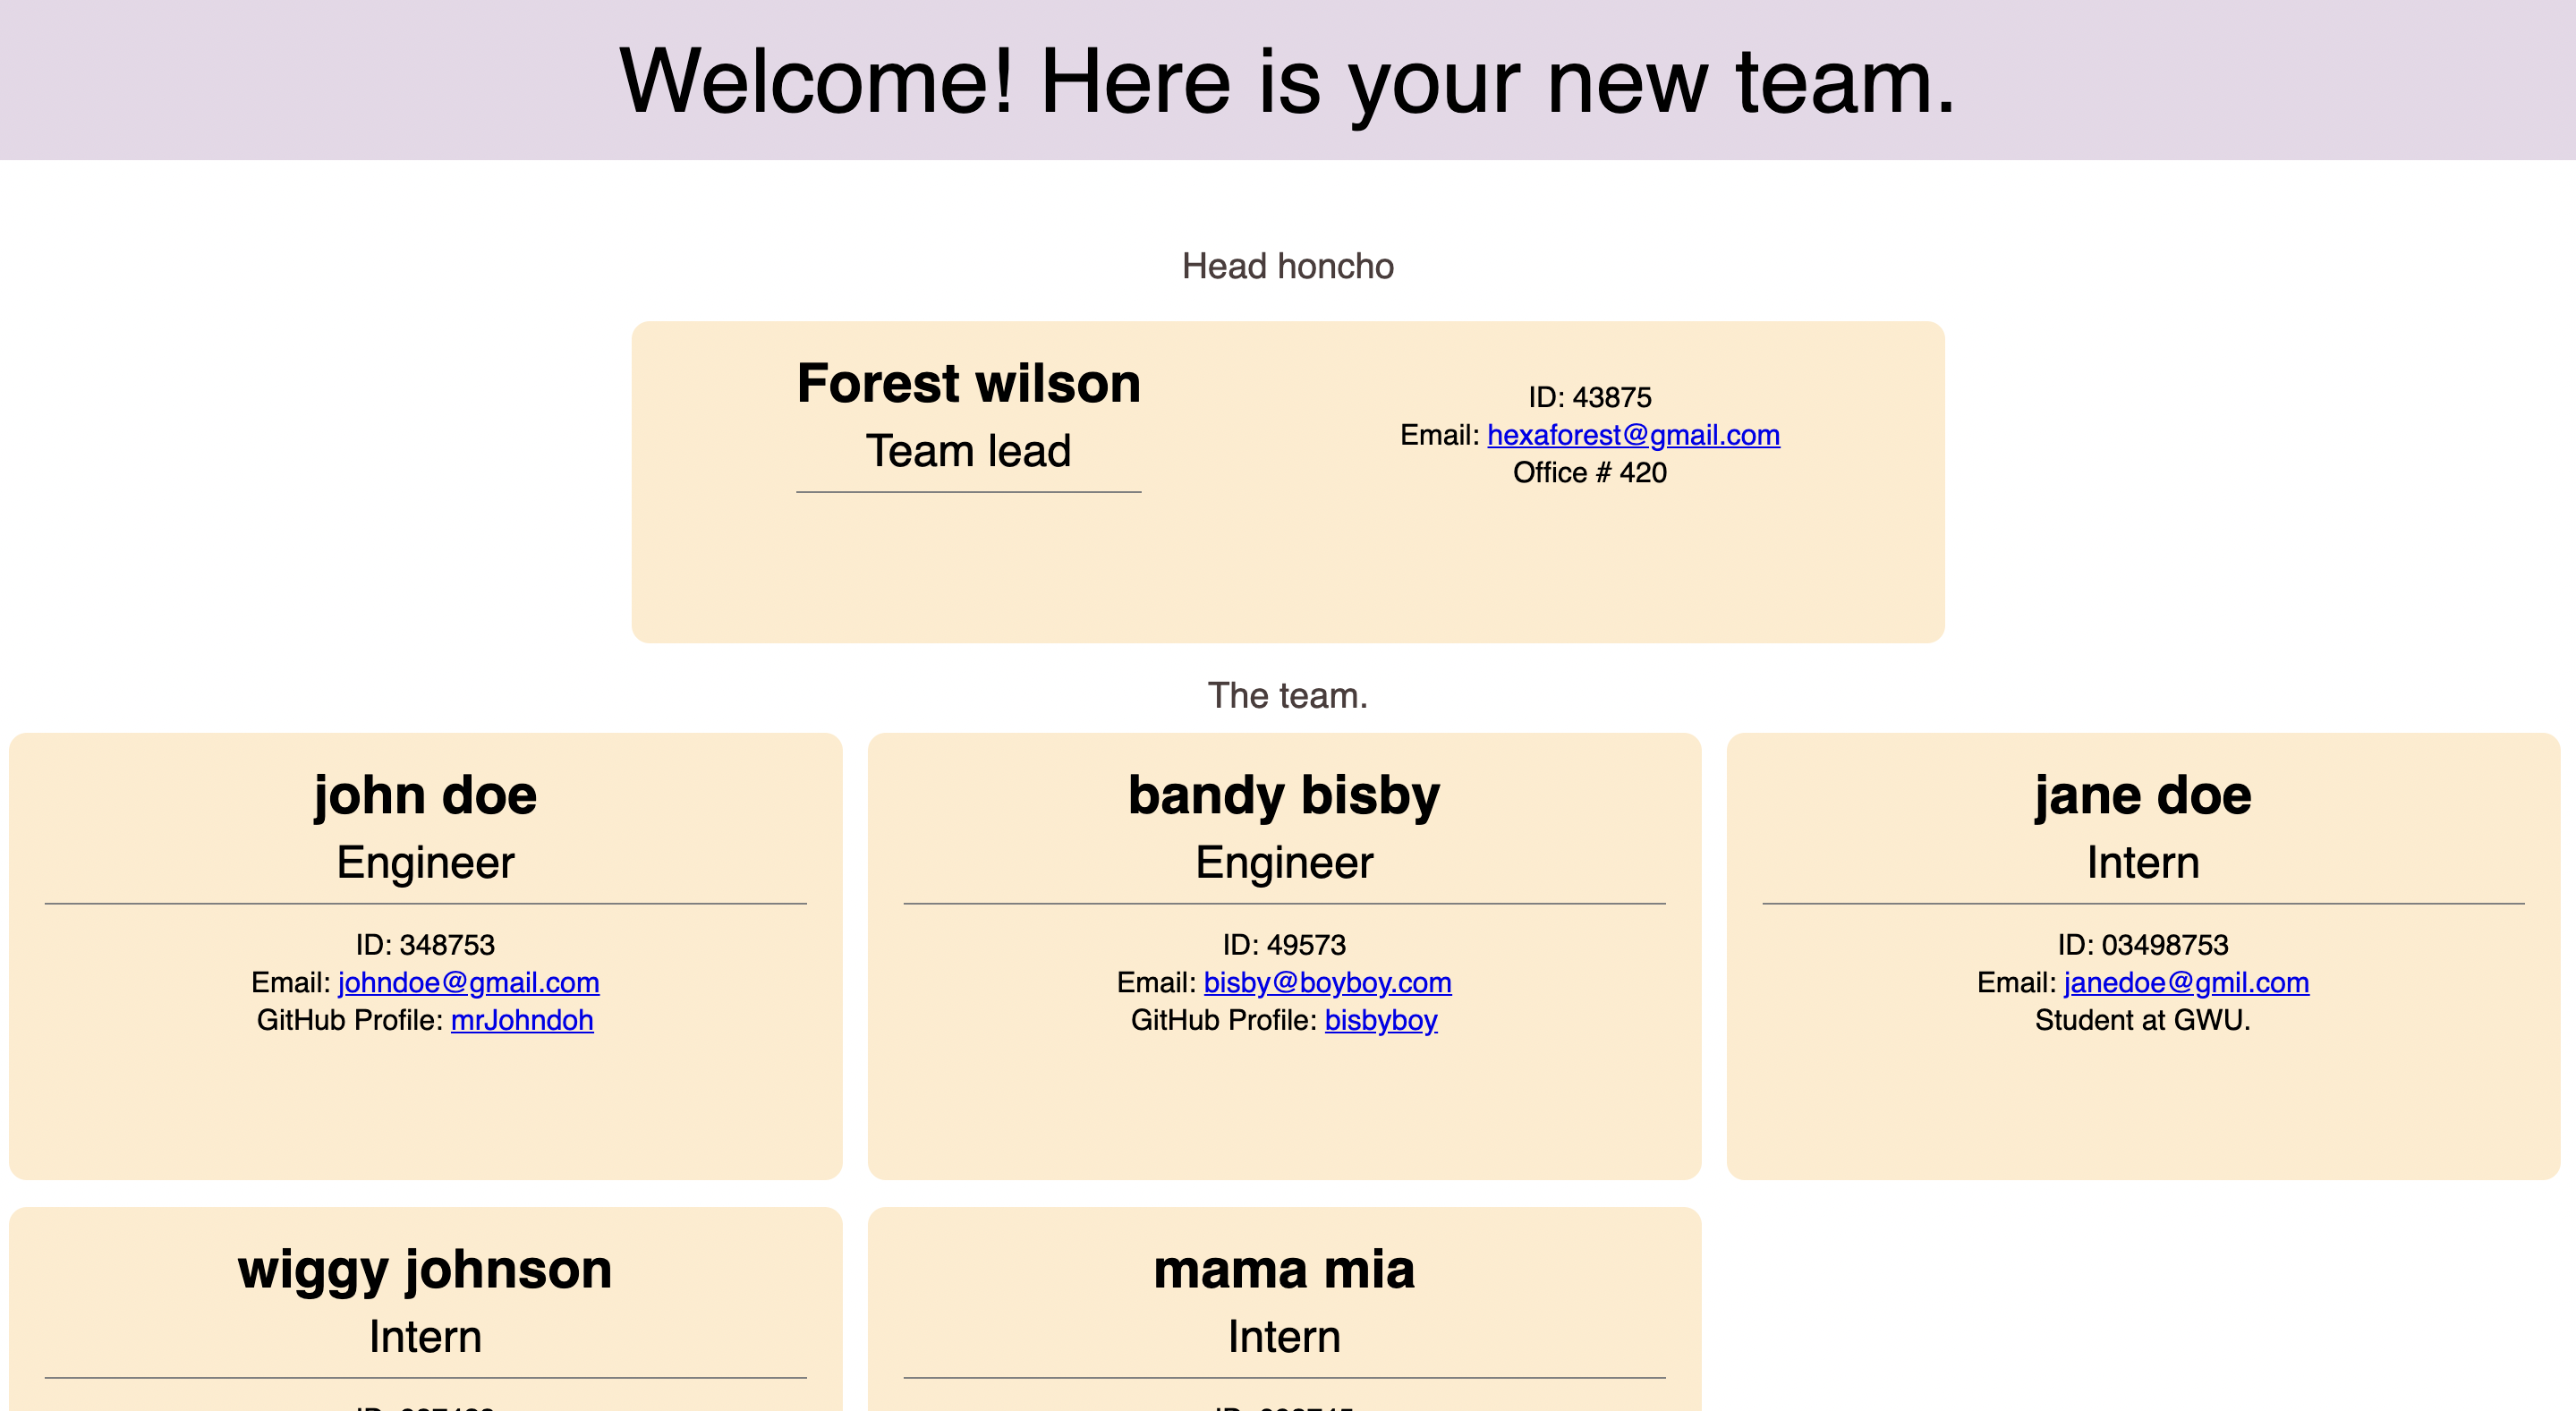 Welcome! Here is your new team.
Head honcho
Forest wilson
Team lead
ID: 43875
Email: hexaforest@gmail.com
Office # 420
The team.
john doe
Engineer
ID: 348753
Email: johndoe@gmail.com
GitHub Profile: mrJohndoh
bandy bisby
Engineer
ID: 49573
Email: bisby@boyboy.com
GitHub Profile: bisbyboy
jane doe
Intern
ID: 03498753
Email: janedoe@gmil.com
Student at GWU.
wiggy johnson
Intern
ID:
mama mia
Intern
ID: